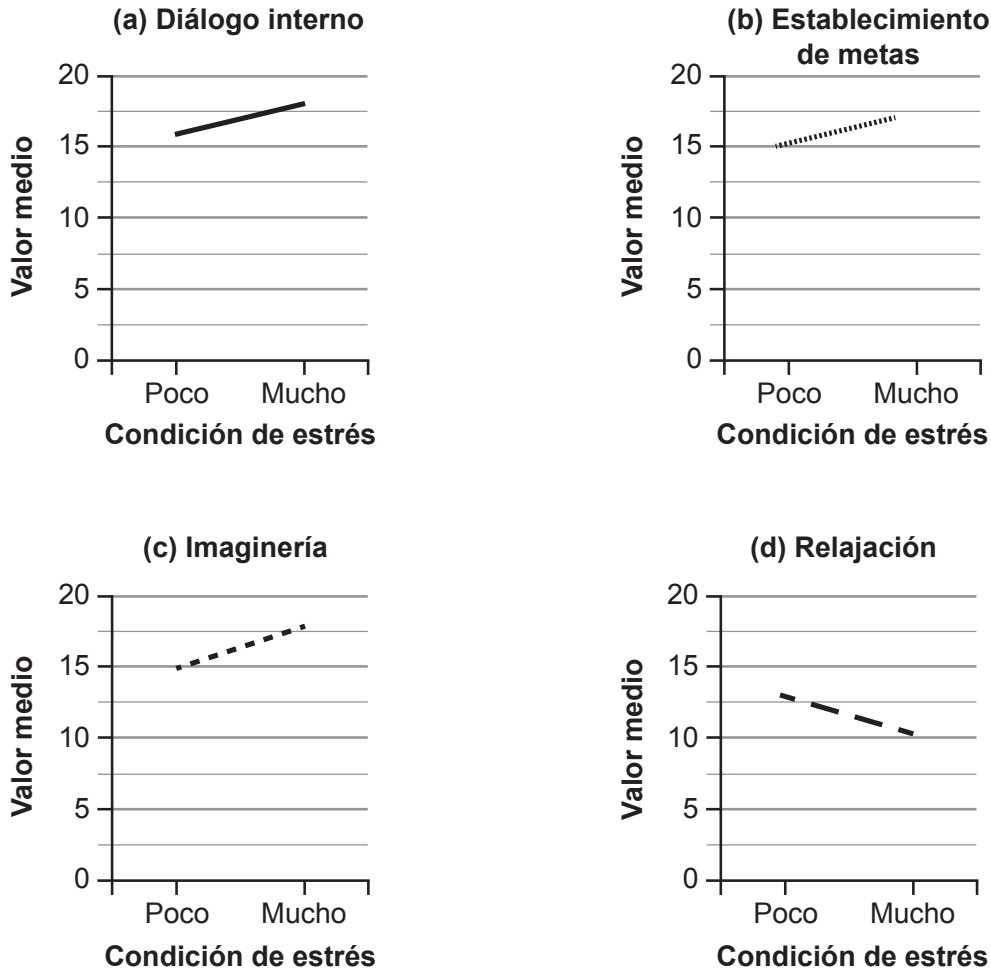 (a) Diálogo interno
20
15
10
5
0
Valor medio
Poco Mucho
Condición de estrés
(b) Establecimiento
de metas
20
15
10
5
0
Valor medio
Poco Mucho
Condición de estrés
(c) Imaginería
20
15
10
5
0
Valor medio
Poco Mucho
Condición de estrés
(d) Relajación
20
15
10
5
0
Valor medio
Poco Mucho
Condición de estrés